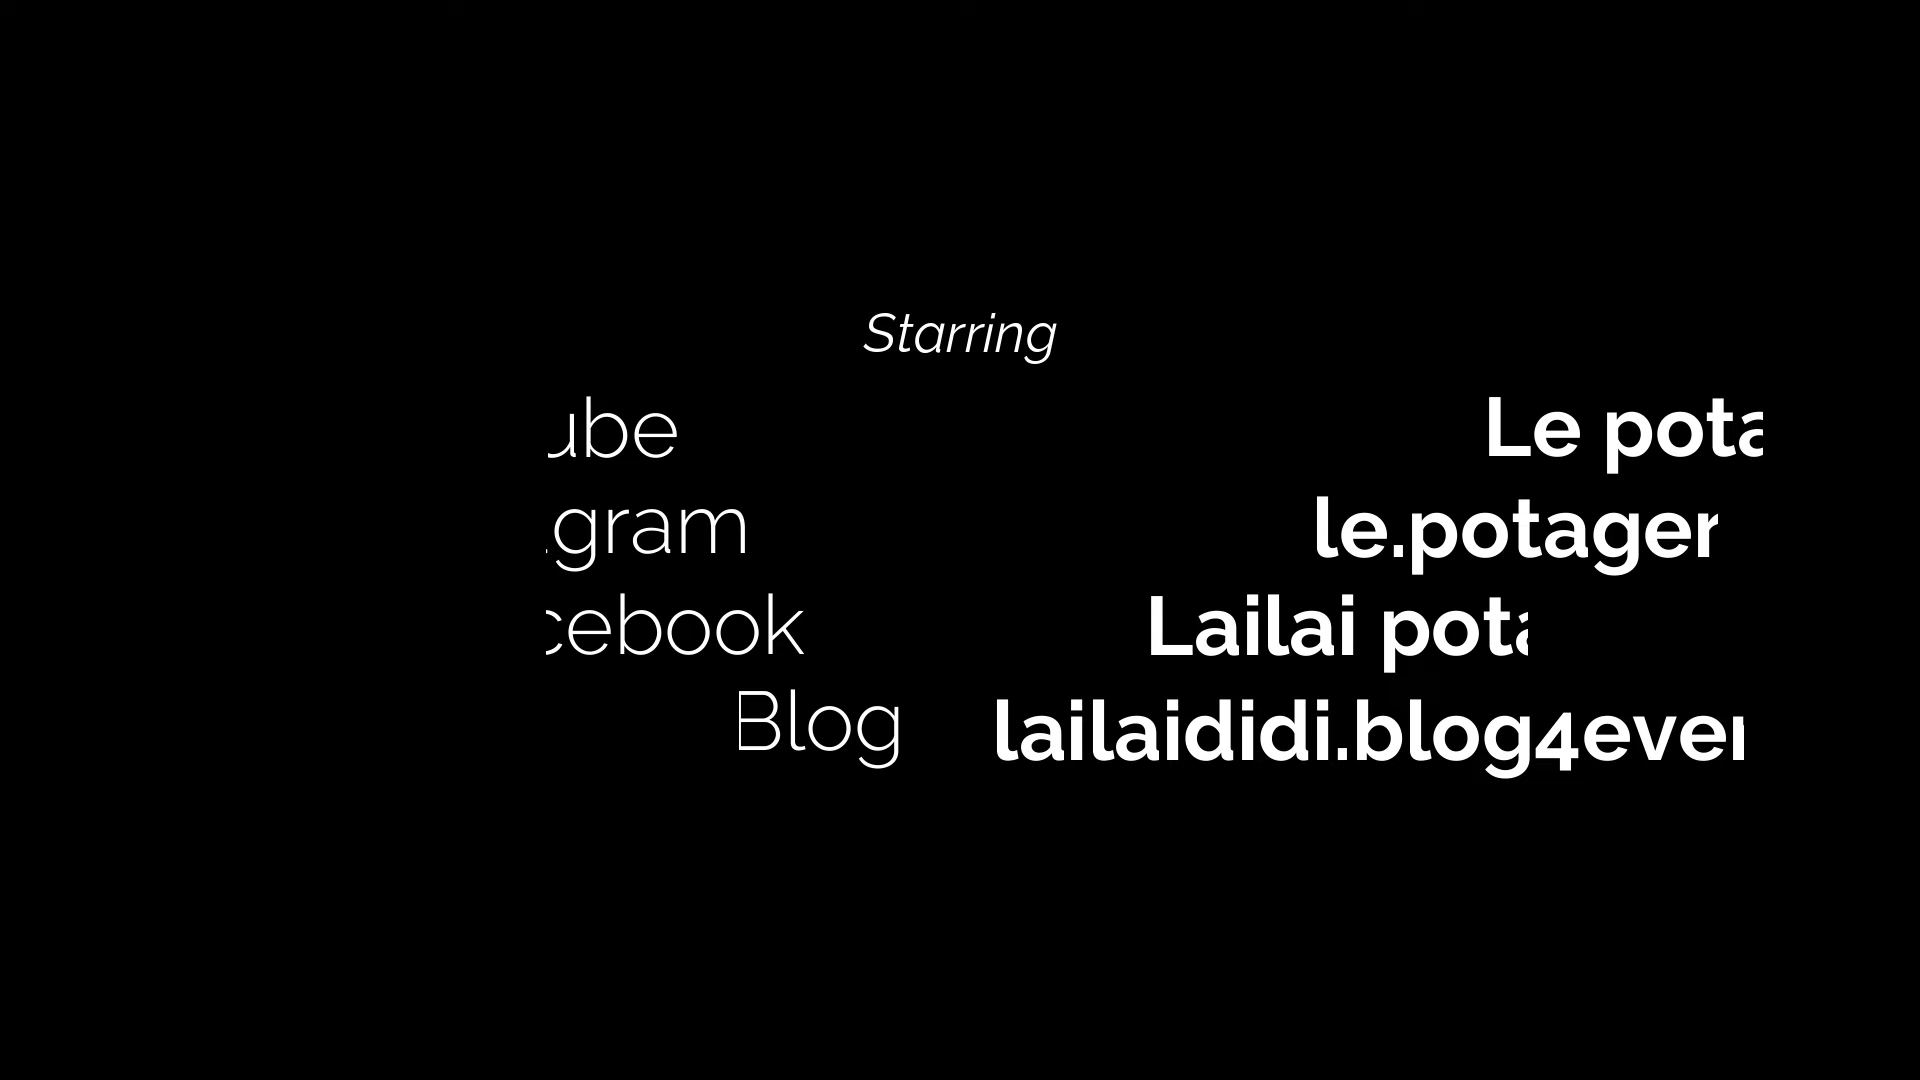 Starring
ube Le pota
gram le.potager
cebook Lailai pota
Blog lailaididi.blog4ever